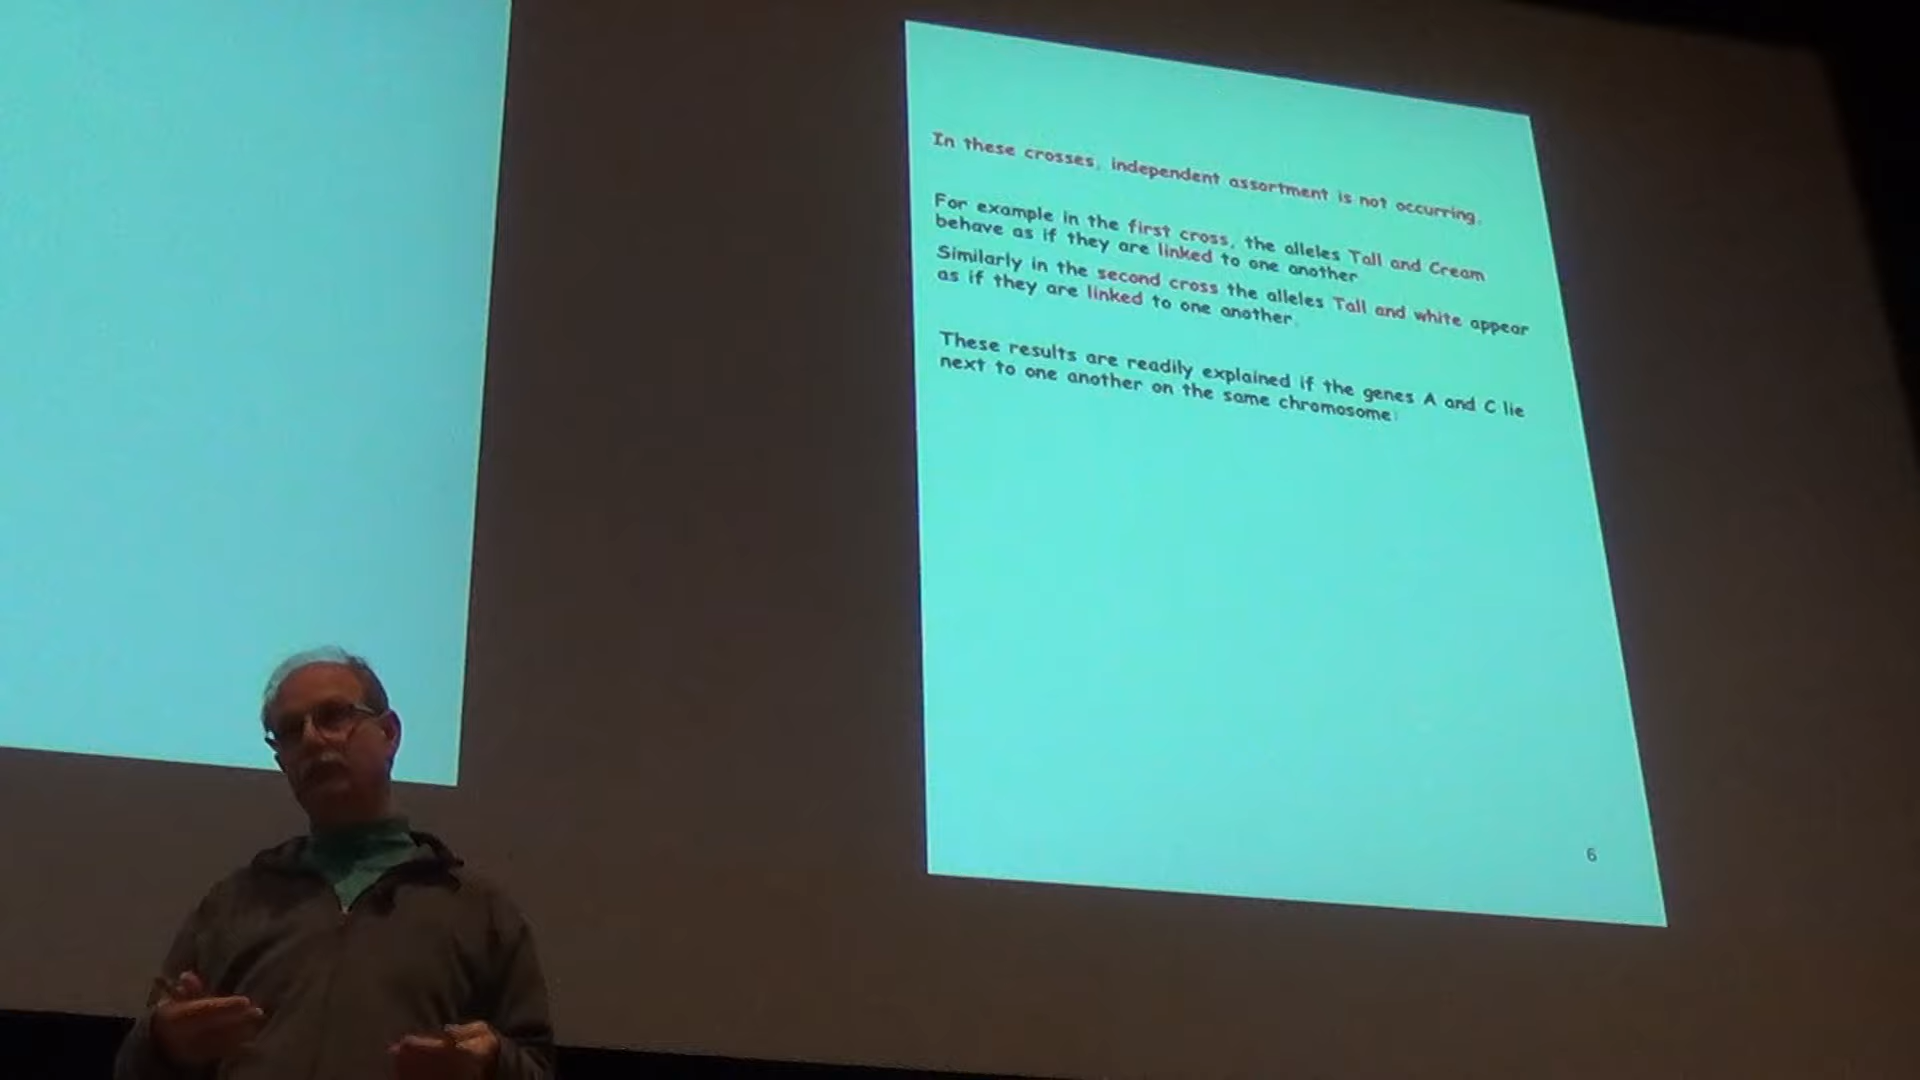 In these crosses, independent assortment is not occurring.
For example in the first cross, the alleles Tall and Cream
behave as if they are linked to one another.
Similarly in the second cross the alleles Tall and white appear
as if they are linked to one another.
These results are readily explained if the genes A and C lie
next to one another on the same chromosome:
6